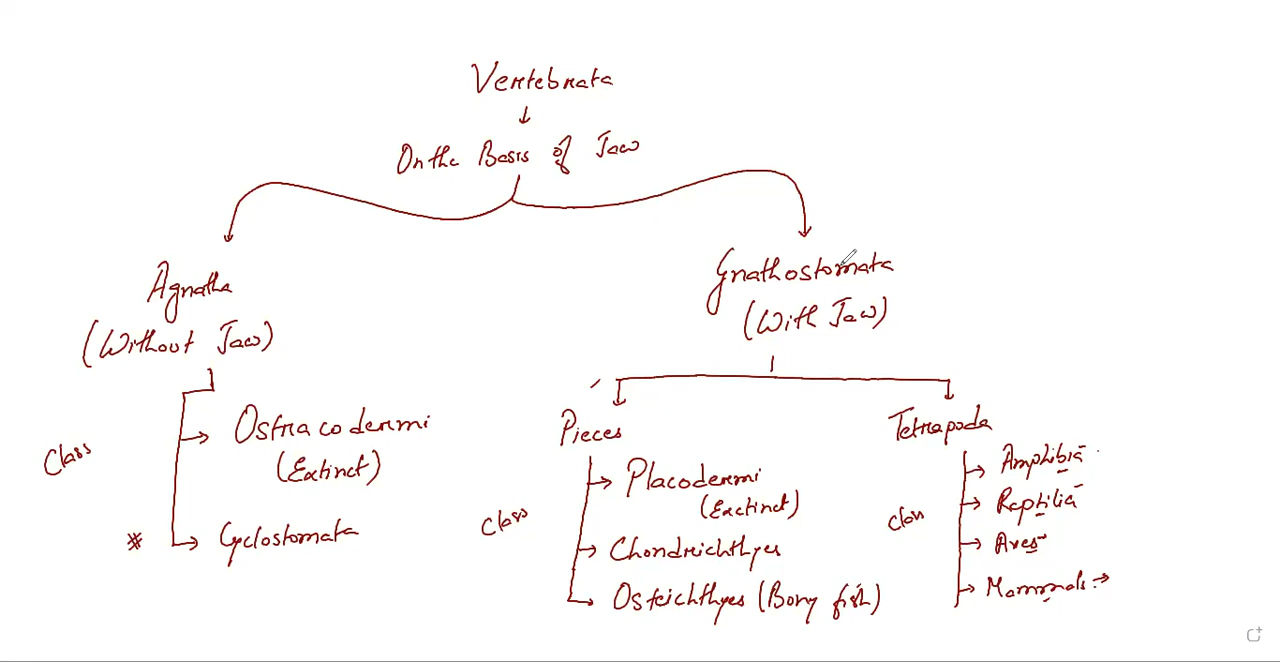 Vertebrata
On the Basis of Jaw
Agnatha
(Without Jaw)
Class
Ostracodermi
(Extinct)
* Cyclostomata
Gnathostomata
(With Jaw)
Pieces
Class
Placodermi
(Exctinct)
Chondrichthyes
Osteichthyes (Bony fish)
Tetrapoda
Class
Amphibia
Reptilia
Aves
Mammals